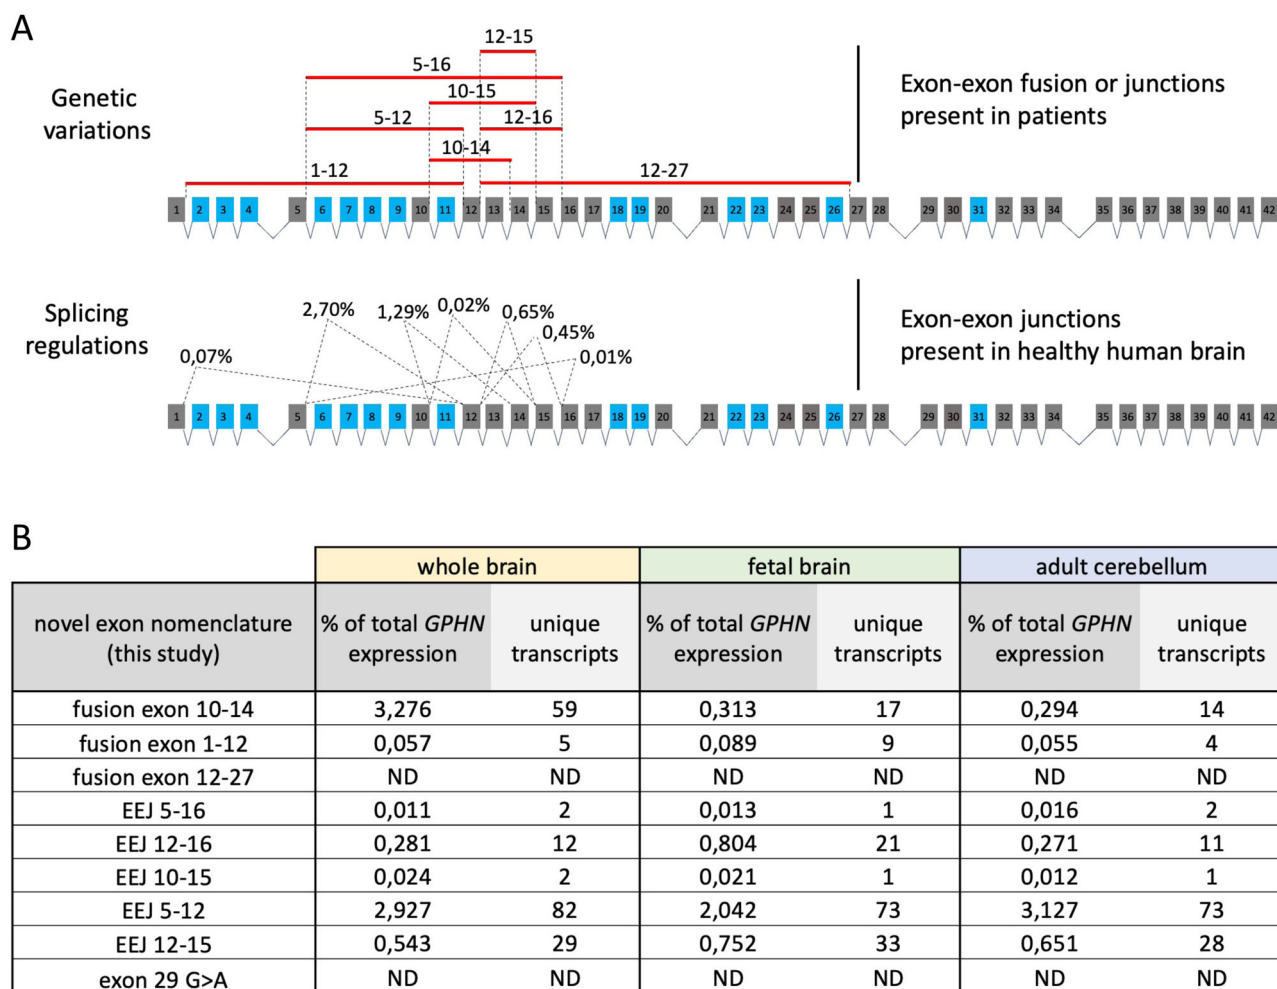 A
12-15
5-16
10-15
5-12 12-16
10-14
1-12 12-27
Genetic
variations
Exon-exon fusion or junctions
present in patients
1 2 3 4 5 6 7 8 9 10 11 12 13 14 15 16 17 18 19 20 21 22 23 24 25 26 27 28 29 30 31 32 33 34 35 36 37 38 39 40 41 42
Splicing
regulations
2,70% 1,29% 0,02% 0,65%
0,45%
0,07% 0,01%
Exon-exon junctions
present in healthy human brain
1 2 3 4 5 6 7 8 9 10 11 12 13 14 15 16 17 18 19 20 21 22 23 24 25 26 27 28 29 30 31 32 33 34 35 36 37 38 39 40 41 42
B
whole brain fetal brain adult cerebellum
novel exon nomenclature
(this study)
% of total GPHN
expression
unique
transcripts
% of total GPHN
expression
unique
transcripts
% of total GPHN
expression
unique
transcripts
fusion exon 10-14 3,276 59 0,313 17 0,294 14
fusion exon 1-12 0,057 5 0,089 9 0,055 4
fusion exon 12-27 ND ND ND ND ND ND
EEJ 5-16 0,011 2 0,013 1 0,016 2
EEJ 12-16 0,281 12 0,804 21 0,271 11
EEJ 10-15 0,024 2 0,021 1 0,012 1
EEJ 5-12 2,927 82 2,042 73 3,127 73
EEJ 12-15 0,543 29 0,752 33 0,651 28
exon 29 G>A ND ND ND ND ND ND